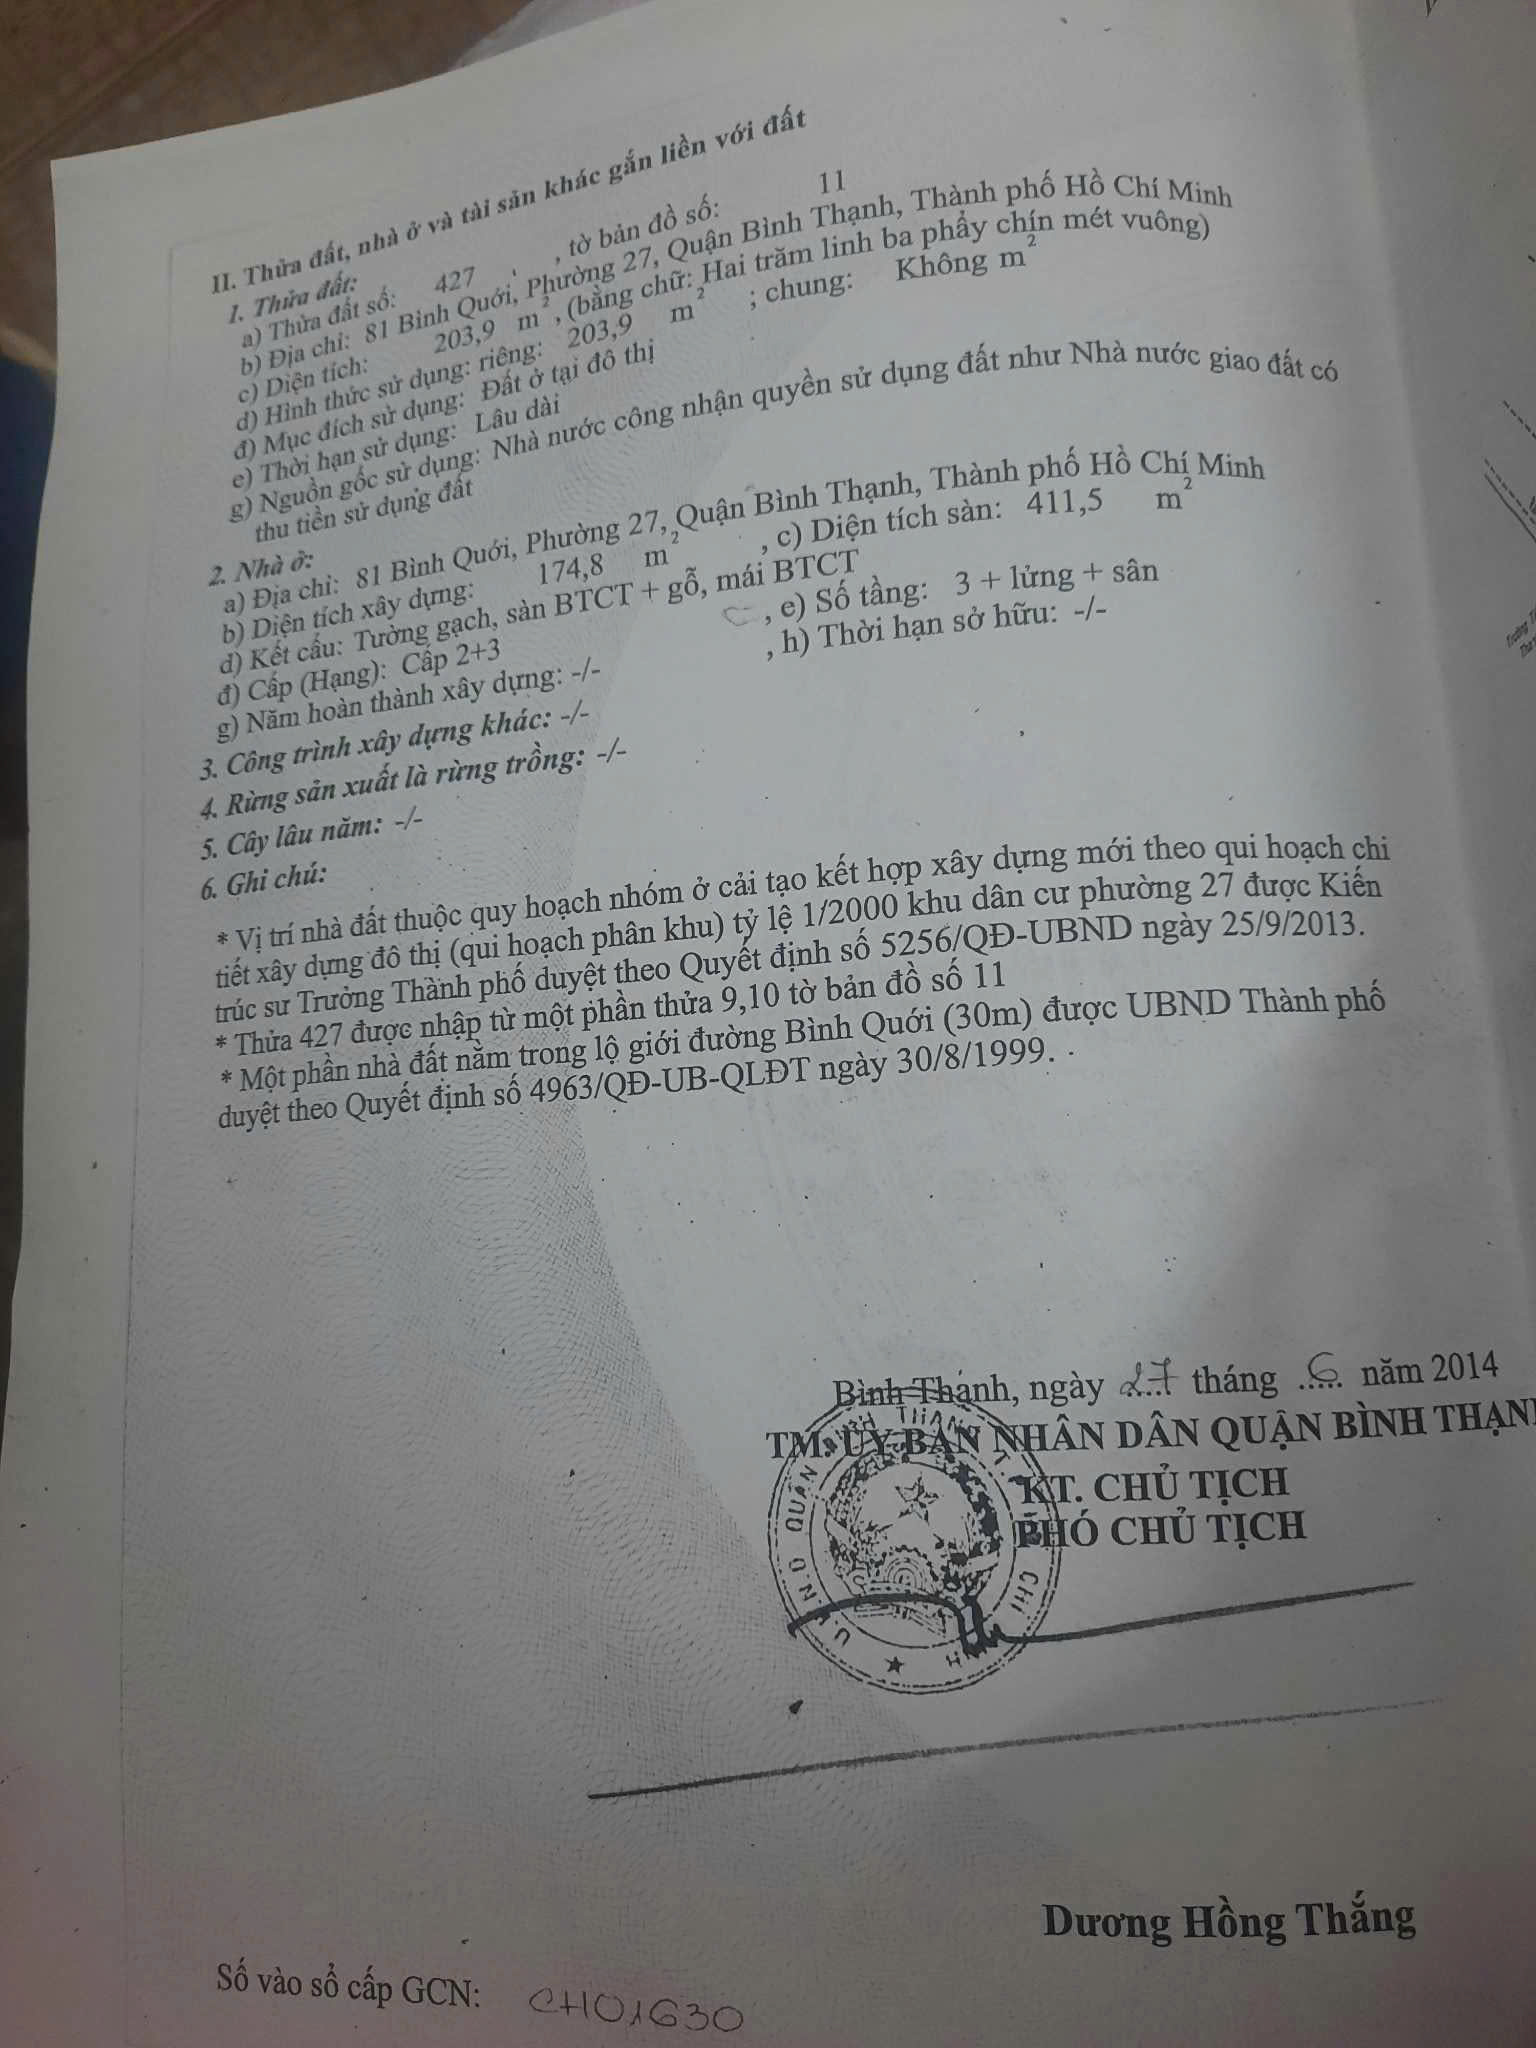 II. Thửa đất, nhà ở và tài sản khác gắn liền với đất
1. Thửa đất:
a) Thửa đất số: 427 , tờ bản đồ số: 11
b) Địa chỉ: 81 Bình Quới, Phường 27, Quận Bình Thạnh, Thành phố Hồ Chí Minh
c) Diện tích: 203,9 m², (bằng chữ: Hai trăm linh ba phẩy chín mét vuông)
d) Hình thức sử dụng: riêng: 203,9 m² ; chung: Không m²
đ) Mục đích sử dụng: Đất ở tại đô thị
e) Thời hạn sử dụng: Lâu dài
g) Nguồn gốc sử dụng: Nhà nước công nhận quyền sử dụng đất như Nhà nước giao đất có
thu tiền sử dụng đất
2. Nhà ở:
a) Địa chỉ: 81 Bình Quới, Phường 27, Quận Bình Thạnh, Thành phố Hồ Chí Minh
b) Diện tích xây dựng: 174,8 m² , c) Diện tích sàn: 411,5 m²
d) Kết cấu: Tường gạch, sàn BTCT + gỗ, mái BTCT
đ) Cấp (Hạng): Cấp 2+3 , e) Số tầng: 3 + lửng + sân
g) Năm hoàn thành xây dựng: -/- , h) Thời hạn sở hữu: -/-
3. Công trình xây dựng khác: -/-
4. Rừng sản xuất là rừng trồng: -/-
5. Cây lâu năm: -/-
6. Ghi chú:
* Vị trí nhà đất thuộc quy hoạch nhóm ở cải tạo kết hợp xây dựng mới theo qui hoạch chi
tiết xây dựng đô thị (qui hoạch phân khu) tỷ lệ 1/2000 khu dân cư phường 27 được Kiến
trúc sư Trưởng Thành phố duyệt theo Quyết định số 5256/QĐ-UBND ngày 25/9/2013.
* Thửa 427 được nhập từ một phần thửa 9,10 tờ bản đồ số 11
* Một phần nhà đất nằm trong lộ giới đường Bình Quới (30m) được UBND Thành phố
duyệt theo Quyết định số 4963/QĐ-UB-QLĐT ngày 30/8/1999.
Bình Thạnh, ngày 27 tháng 6 năm 2014
TM. ỦY BAN NHÂN DÂN QUẬN BÌNH THẠNH
KT. CHỦ TỊCH
PHÓ CHỦ TỊCH
Dương Hồng Thắng
Số vào sổ cấp GCN: CH01630